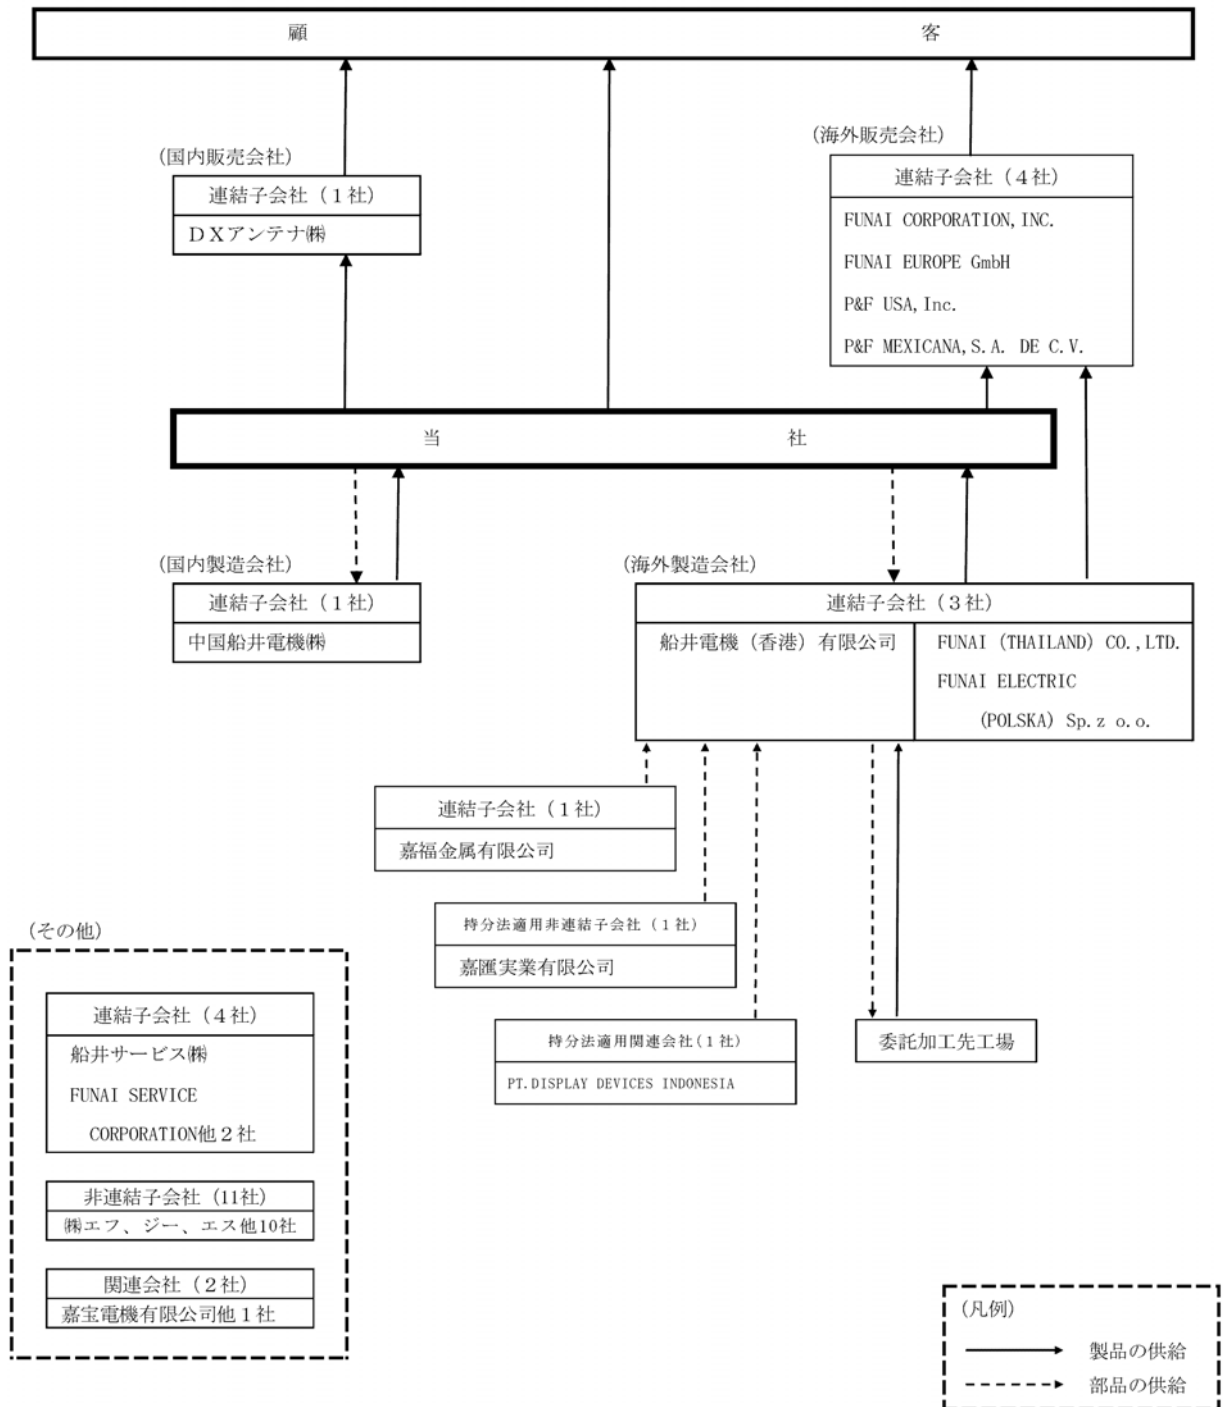 顧 客
(海外販売会社)
(国内販売会社)
連結子会社（４社）
連結子会社（１社）
FUNAI CORPORATION,INC.
ＤＸアンテナ㈱
FUNAI EUROPE GmbH
P&F USA,Inc.
P&F MEXICANA,S.A. DE C.V.
当 社
(国内製造会社)
(海外製造会社)
連結子会社（１社）
連結子会社（３社）
中国船井電機㈱
船井電機（香港）有限公司
FUNAI (THAILAND) CO.,LTD.
FUNAI ELECTRIC
(POLSKA) Sp.z o.o.
連結子会社（１社）
嘉福金属有限公司
持分法適用非連結子会社（１社）
嘉匯実業有限公司
持分法適用関連会社(１社)
PT.DISPLAY DEVICES INDONESIA
委託加工先工場
(その他)
連結子会社（４社）
船井サービス㈱
FUNAI SERVICE
CORPORATION他２社
非連結子会社（11社）
㈱エフ、ジー、エス他10社
関連会社（２社）
嘉宝電機有限公司他１社
(凡例)
製品の供給
部品の供給